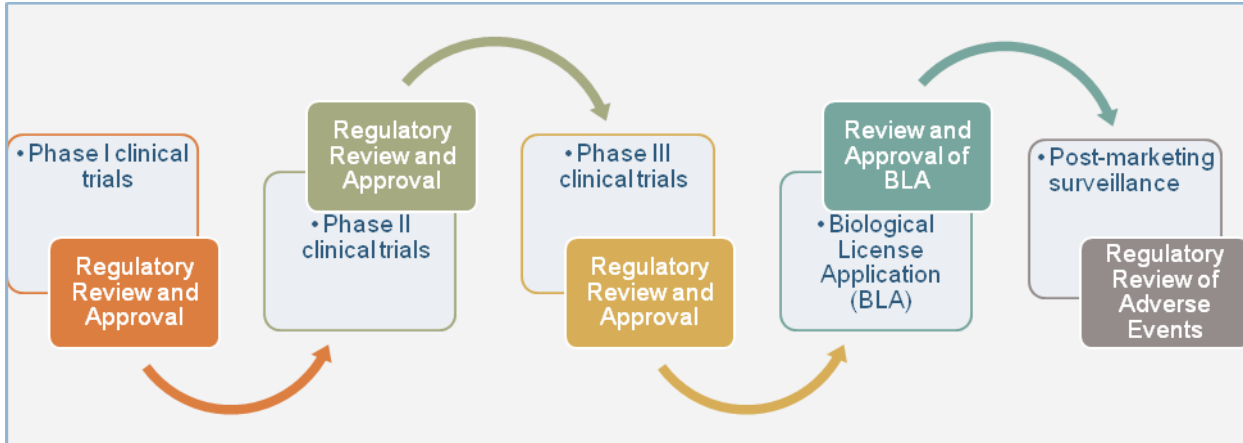 • Phase I clinical
trials
Regulatory
Review and
Approval
Regulatory
Review and
Approval
• Phase II
clinical trials
• Phase III
clinical trials
Regulatory
Review and
Approval
Review and
Approval of
BLA
• Biological
License
Application
(BLA)
• Post-marketing
surveillance
Regulatory
Review of
Adverse
Events